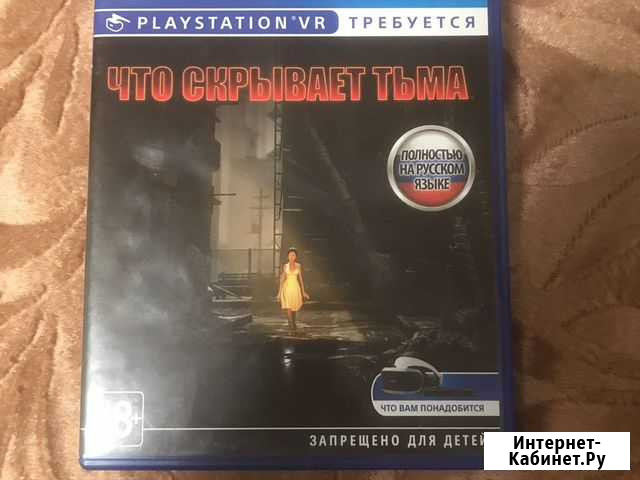 PLAYSTATION®VR ТРЕБУЕТСЯ
ЧТО СКРЫВАЕТ ТЬМА
ПОЛНОСТЬЮ
НА РУССКОМ
ЯЗЫКЕ
ЧТО ВАМ ПОНАДОБИТСЯ
18+
ЗАПРЕЩЕНО ДЛЯ ДЕТЕЙ
Интернет-
Кабинет.Ру